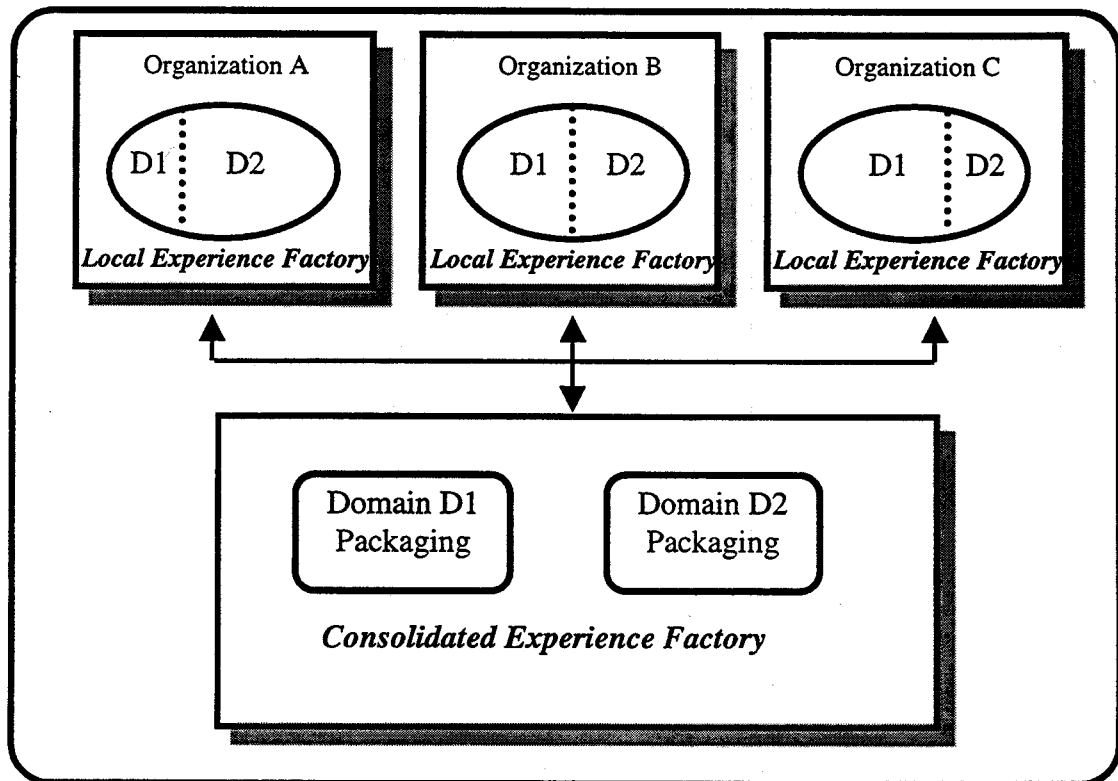 Organization A
D1 D2
Local Experience Factory
Organization B
D1 D2
Local Experience Factory
Organization C
D1 D2
Local Experience Factory
Domain D1
Packaging
Domain D2
Packaging
Consolidated Experience Factory